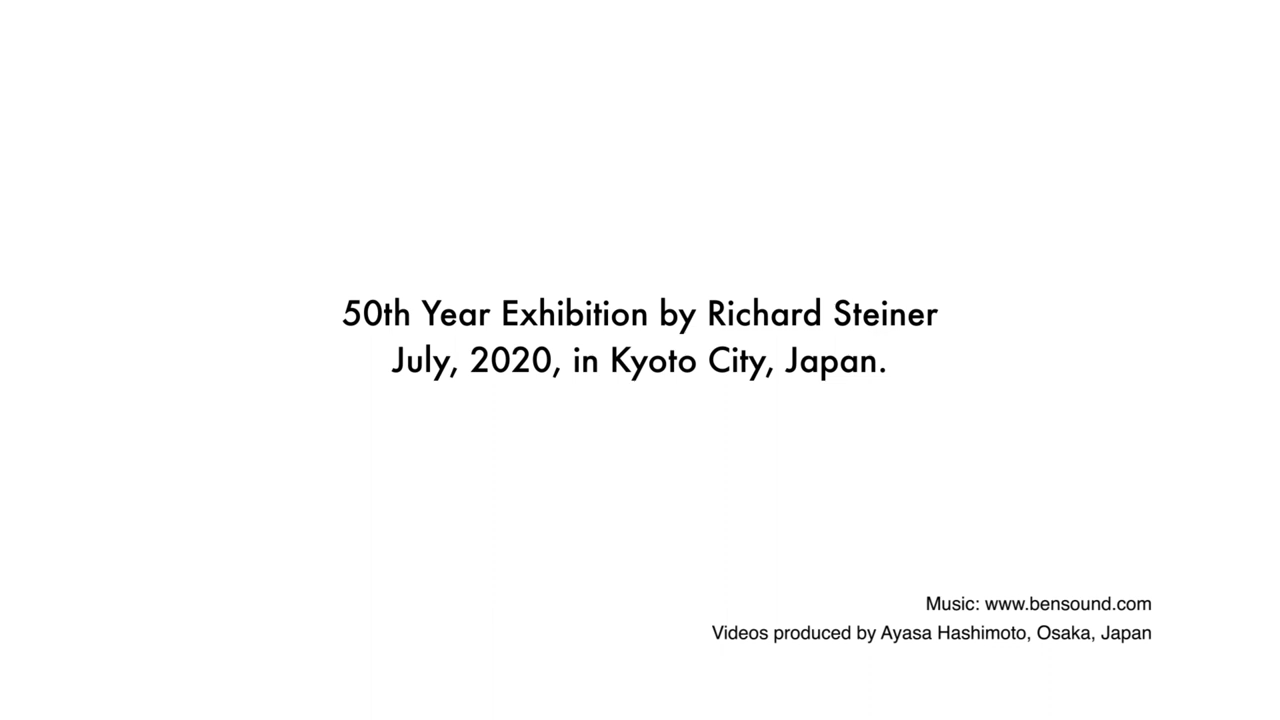 50th Year Exhibition by Richard Steiner
July, 2020, in Kyoto City, Japan.
Music: www.bensound.com
Videos produced by Ayasa Hashimoto, Osaka, Japan